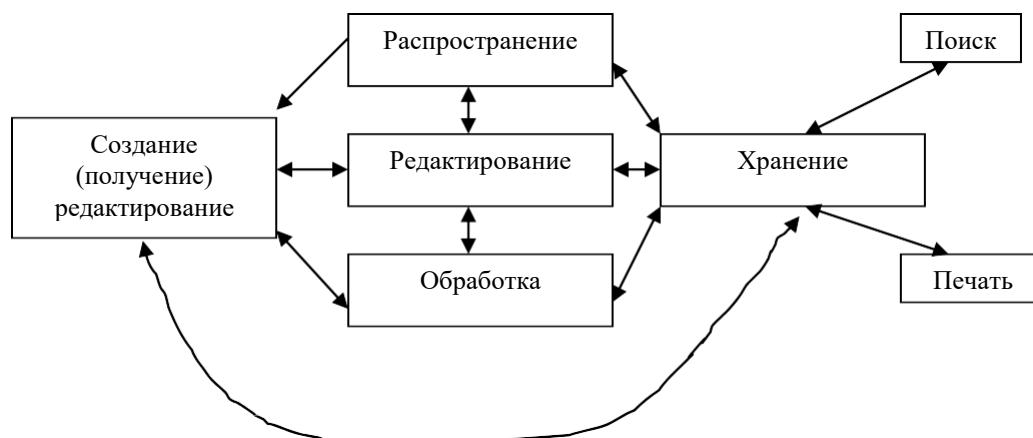 Распространение
Поиск
Создание
(получение)
редактирование
Редактирование
Хранение
Обработка
Печать